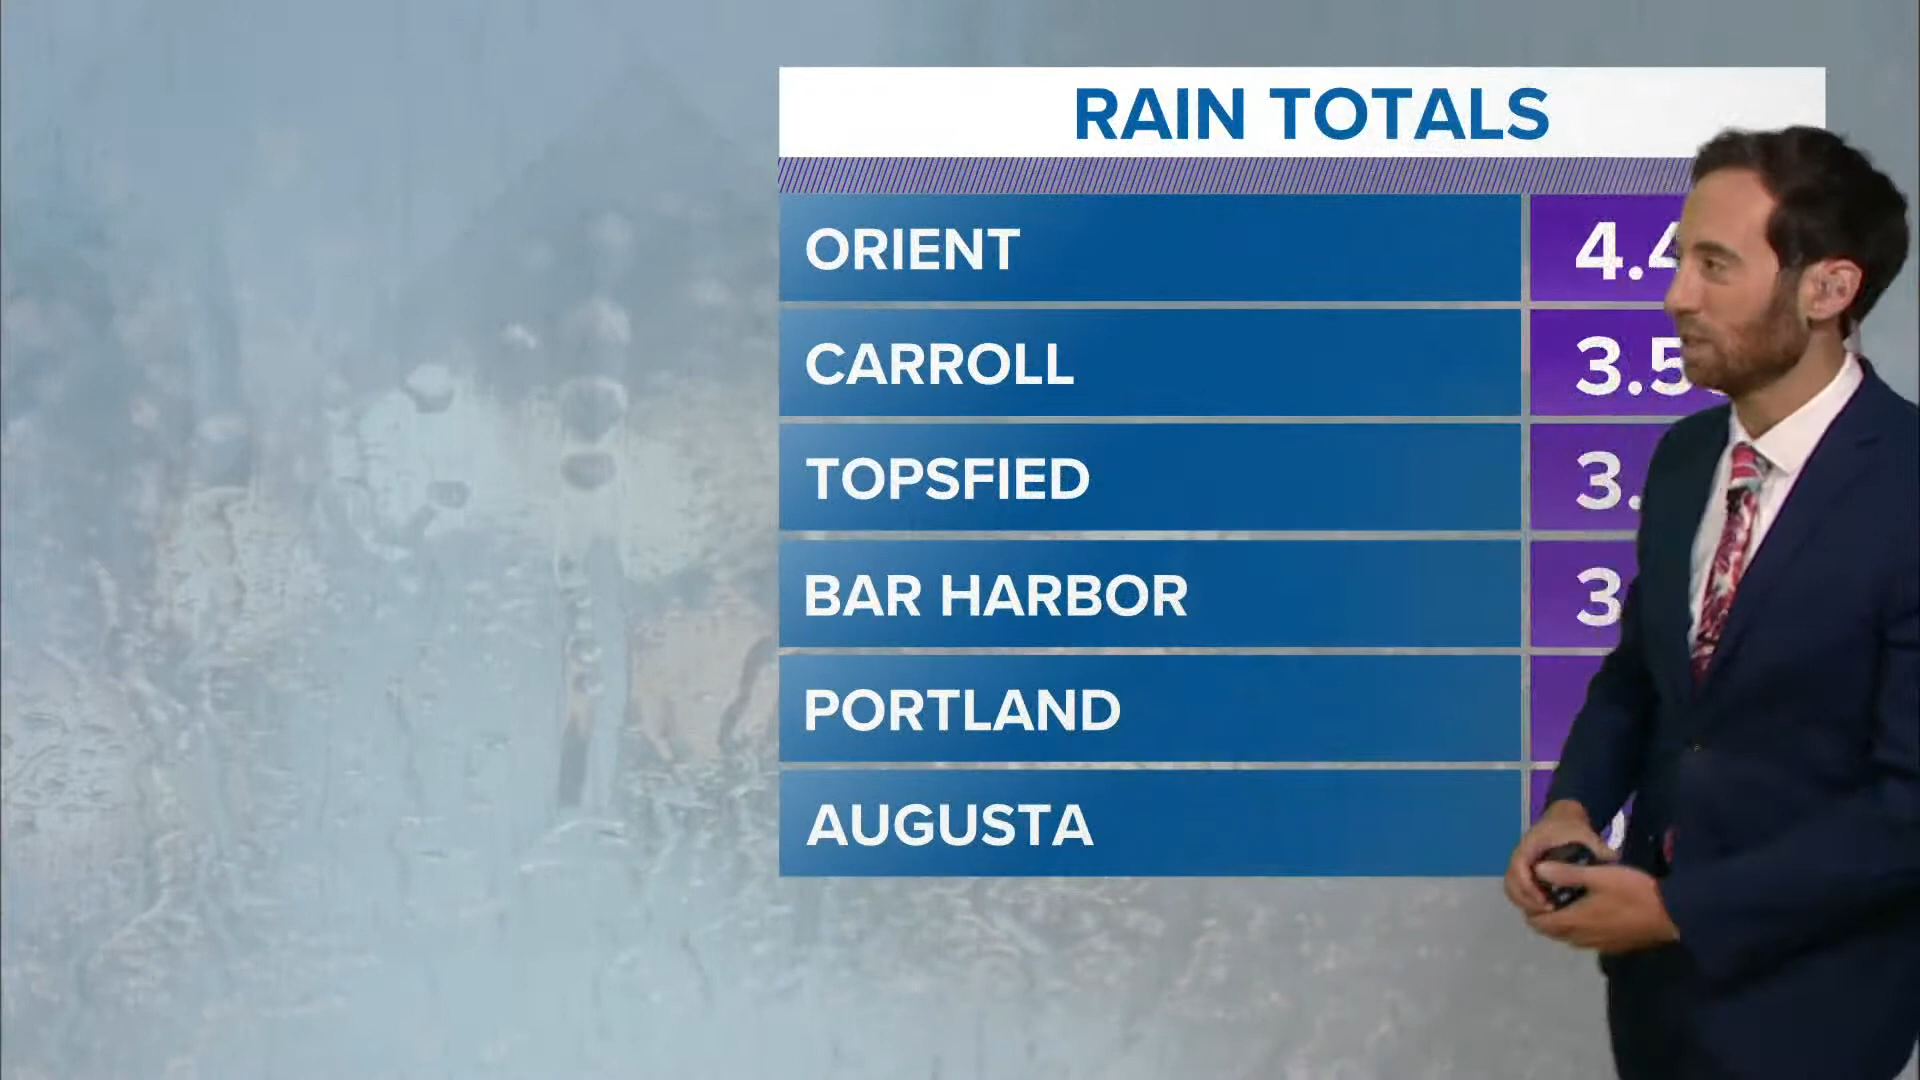 RAIN TOTALS
ORIENT 4.4
CARROLL 3.5
TOPSFIED 3.
BAR HARBOR 3
PORTLAND
AUGUSTA